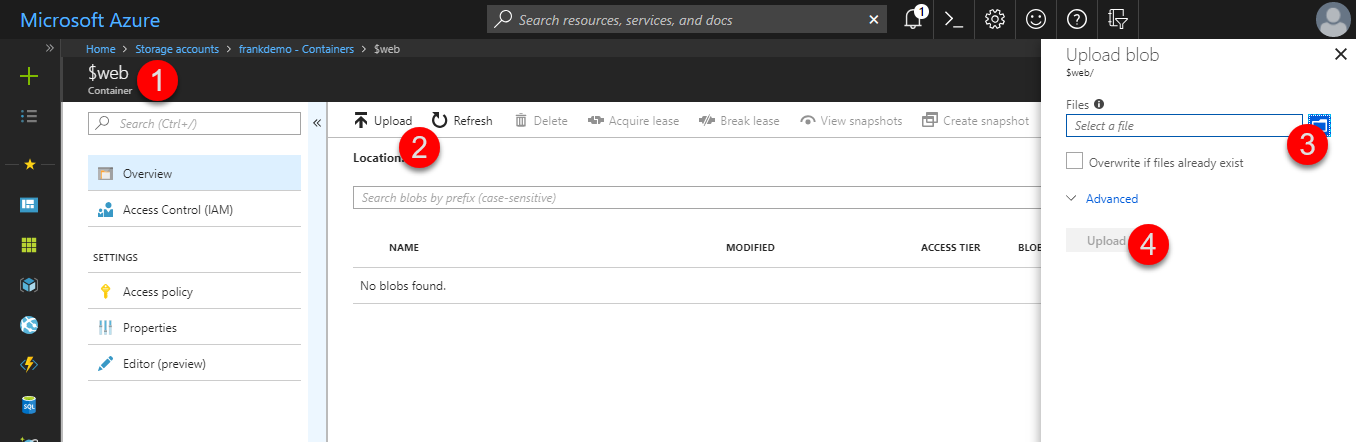 Microsoft Azure
Search resources, services, and docs
1
Home > Storage accounts > frankdemo - Containers > $web
$web
Container
1
Search (Ctrl+/)
Overview
Access Control (IAM)
SETTINGS
Access policy
Properties
Editor (preview)
Upload Refresh Delete Acquire lease Break lease View snapshots Create snapshot
2
Location:
Search blobs by prefix (case-sensitive)
NAME MODIFIED ACCESS TIER BLOB
No blobs found.
Upload blob
$web/
Files
Select a file
3
Overwrite if files already exist
Advanced
Upload
4
SQL